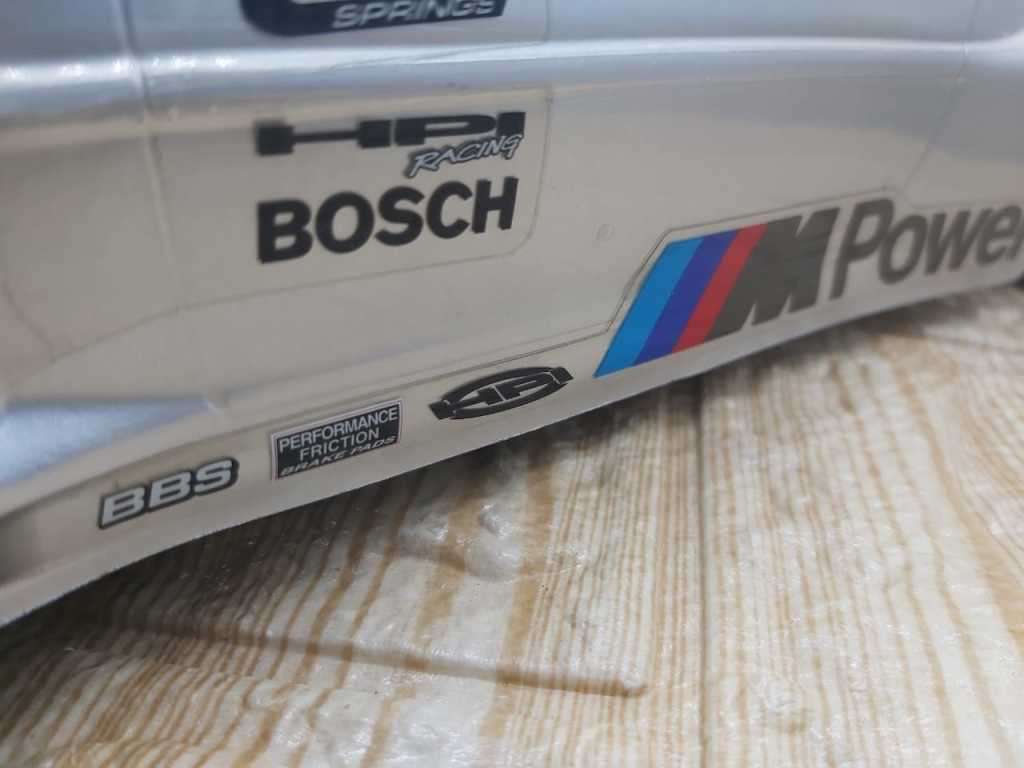 SPRINGS
HPI
RACING
BOSCH
M Power
HPI
PERFORMANCE
FRICTION
BRAKE PADS
BBS